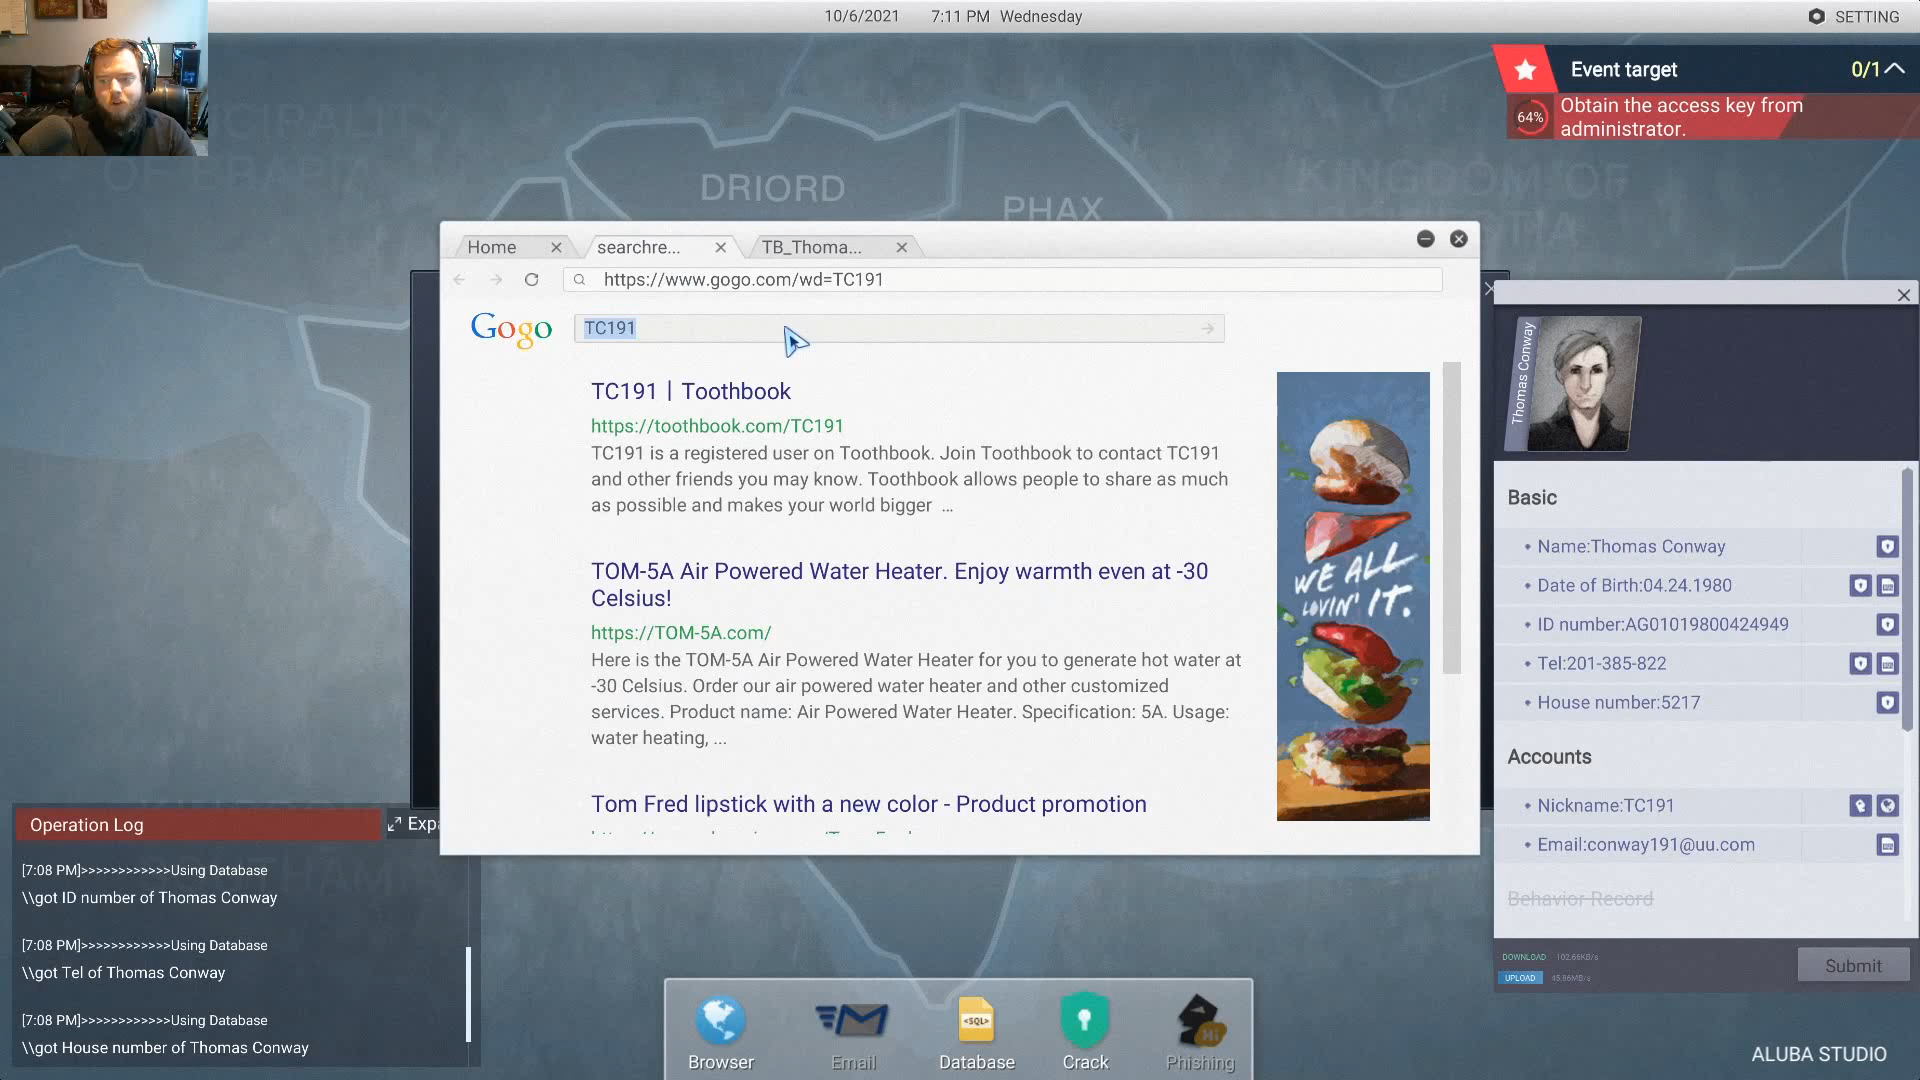 10/6/2021 7:11 PM Wednesday
SETTING
Event target 0/1
64% Obtain the access key from
administrator.
DRIORD
PHAX
KINGDOM OF
Home
searchre...
TB_Thoma...
https://www.gogo.com/wd=TC191
Gogo
TC191
TC191 | Toothbook
https://toothbook.com/TC191
TC191 is a registered user on Toothbook. Join Toothbook to contact TC191
and other friends you may know. Toothbook allows people to share as much
as possible and makes your world bigger ...
TOM-5A Air Powered Water Heater. Enjoy warmth even at -30
Celsius!
https://TOM-5A.com/
Here is the TOM-5A Air Powered Water Heater for you to generate hot water at
-30 Celsius. Order our air powered water heater and other customized
services. Product name: Air Powered Water Heater. Specification: 5A. Usage:
water heating, ...
Tom Fred lipstick with a new color - Product promotion
WE ALL
LOVIN' IT.
Thomas Conway
Basic
• Name:Thomas Conway
• Date of Birth:04.24.1980
• ID number:AG01019800424949
• Tel:201-385-822
• House number:5217
Accounts
• Nickname:TC191
• Email:conway191@uu.com
Behavior Record
DOWNLOAD 102.66KB/s
UPLOAD 45.86MB/s
Submit
Operation Log
Expa
[7:08 PM]>>>>>>>>>>>>Using Database
\\got ID number of Thomas Conway
[7:08 PM]>>>>>>>>>>>>Using Database
\\got Tel of Thomas Conway
[7:08 PM]>>>>>>>>>>>>Using Database
\\got House number of Thomas Conway
<SQL>
Hi
Browser
Email
Database
Crack
Phishing
ALUBA STUDIO